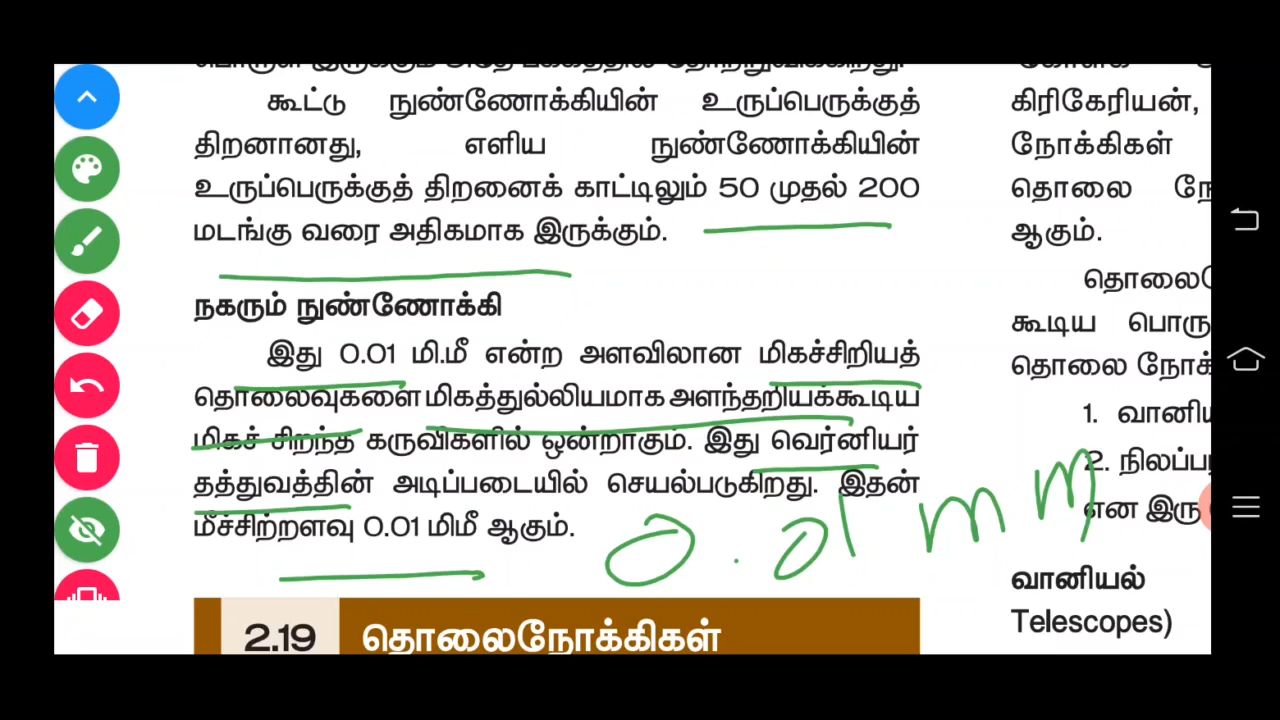 கூட்டு நுண்ணோக்கியின் உருப்பெருக்குத்
திறனானது, எளிய நுண்ணோக்கியின்
உருப்பெருக்குத் திறனைக் காட்டிலும் 50 முதல் 200
மடங்கு வரை அதிகமாக இருக்கும்.
நகரும் நுண்ணோக்கி
இது 0.01 மி.மீ என்ற அளவிலான மிகச்சிறியத்
தொலைவுகளை மிகத்துல்லியமாக அளந்தறியக்கூடிய
மிகச் சிறந்த கருவிகளில் ஒன்றாகும். இது வெர்னியர்
தத்துவத்தின் அடிப்படையில் செயல்படுகிறது. இதன்
மீச்சிற்றளவு 0.01 மிமீ ஆகும்.
0.01 mm
2.19 தொலைநோக்கிகள்
கிரிகேரியன்,
நோக்கிகள்
தொலை
ஆகும்.
கூடிய
தொலை
1.
2.
என
வானியல்
Telescopes)